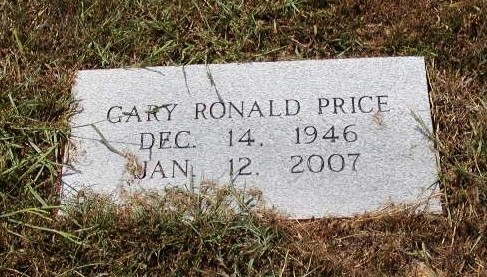 GARY RONALD PRICE
DEC. 14, 1946
JAN. 12, 2007